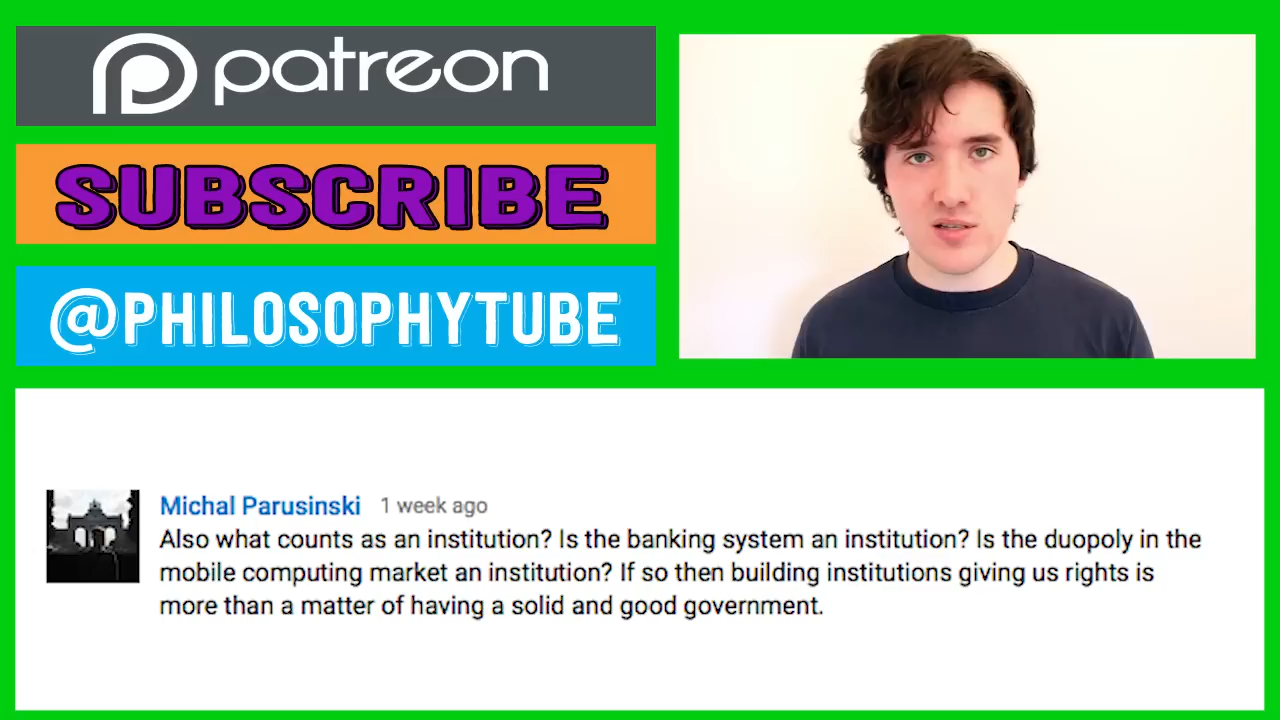 patreon
SUBSCRIBE
@PHILOSOPHYTUBE
Michal Parusinski 1 week ago
Also what counts as an institution? Is the banking system an institution? Is the duopoly in the
mobile computing market an institution? If so then building institutions giving us rights is
more than a matter of having a solid and good government.